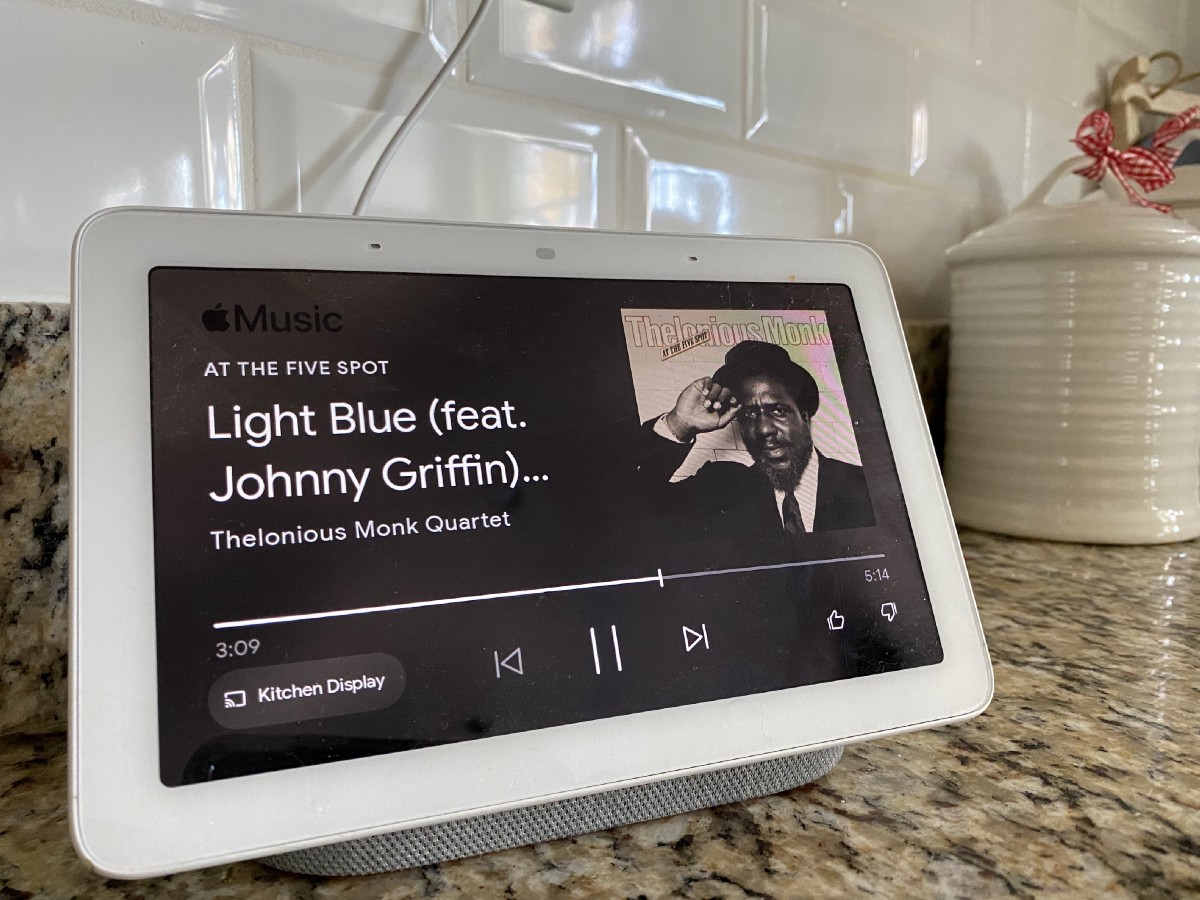 Music
AT THE FIVE SPOT
Light Blue (feat.
Johnny Griffin)...
Thelonious Monk Quartet
Thelonious Monk
AT THE FIVE SPOT
3:09
5:14
Kitchen Display